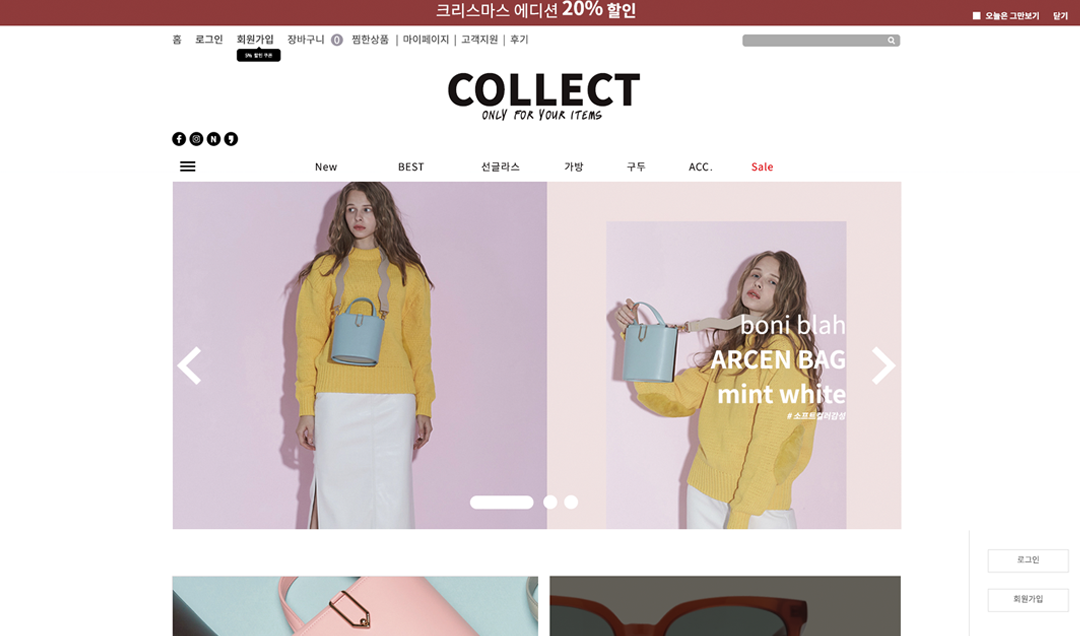 크리스마스 에디션 20% 할인
오늘은 그만보기 닫기
홈 로그인 회원가입 장바구니 0 찜한상품 | 마이페이지 | 고객지원 | 후기
5% 할인 쿠폰
COLLECT
ONLY FOR YOUR ITEMS
New BEST 선글라스 가방 구두 ACC. Sale
boni blah
ARCEN BAG
mint white
# 소프트컬러감성
로그인
회원가입